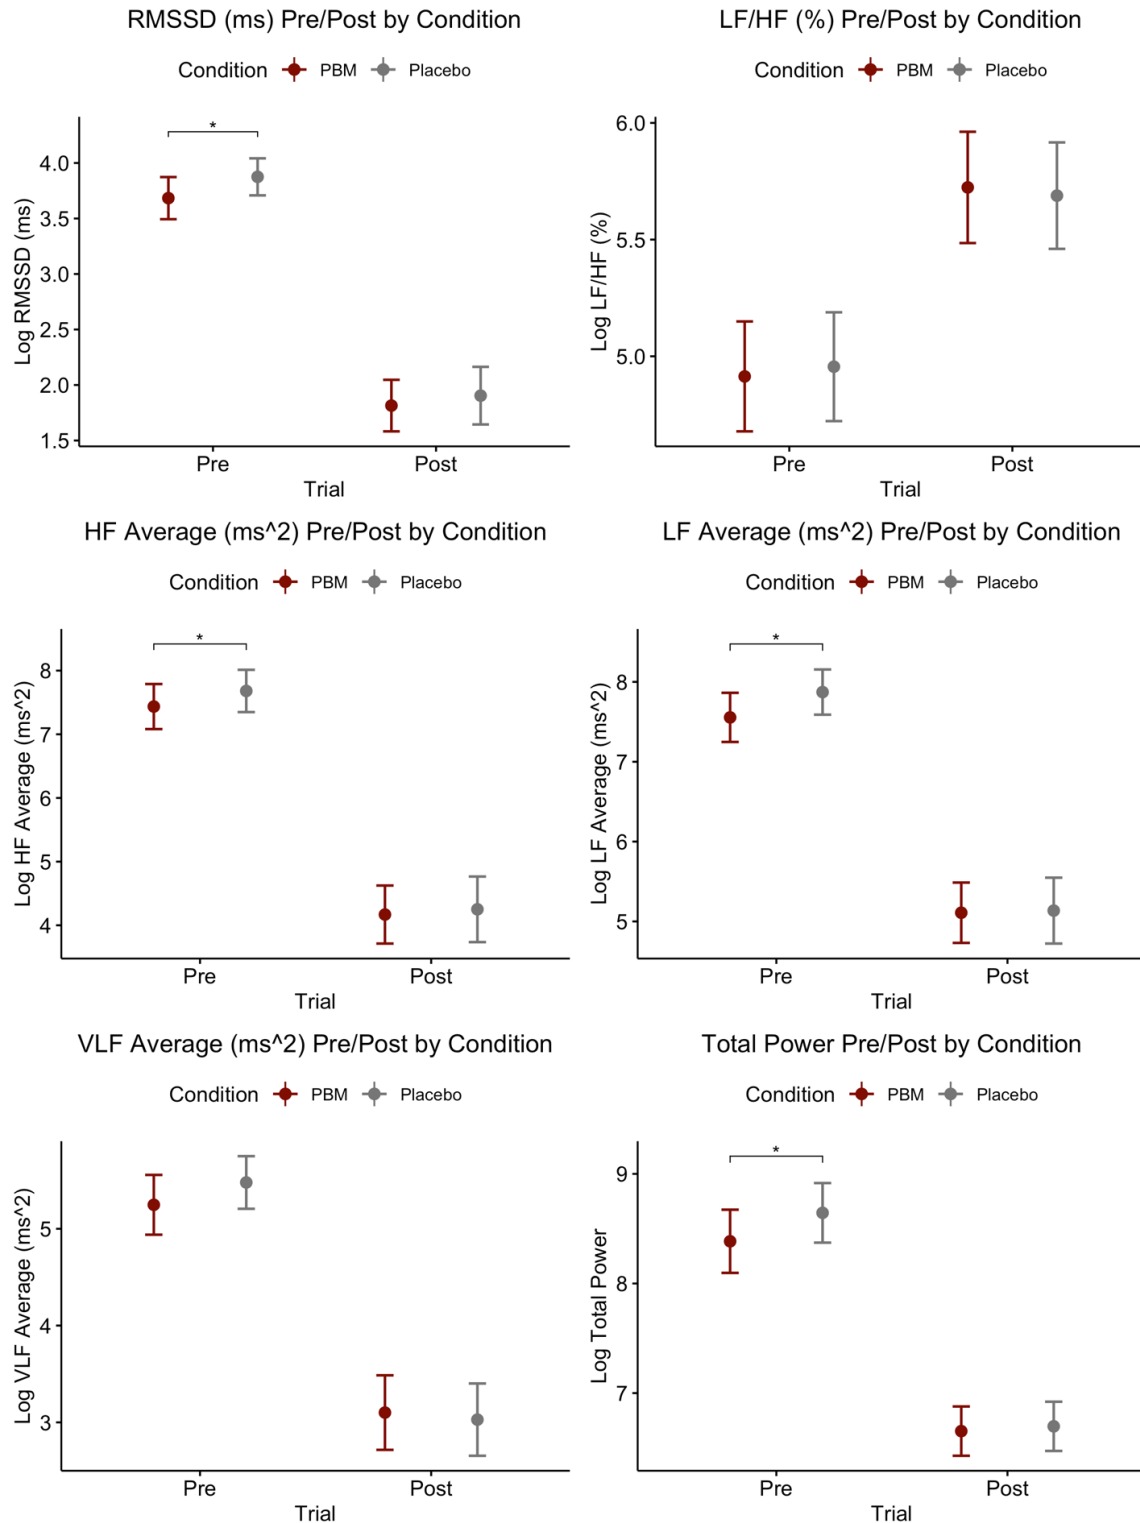 RMSSD (ms) Pre/Post by Condition
Condition PBM Placebo
*
Log RMSSD (ms)
4.0
3.5
3.0
2.5
2.0
1.5
Pre Post
Trial
LF/HF (%) Pre/Post by Condition
Condition PBM Placebo
Log LF/HF (%)
6.0
5.5
5.0
Pre Post
Trial
HF Average (ms^2) Pre/Post by Condition
Condition PBM Placebo
*
Log HF Average (ms^2)
8
7
6
5
4
Pre Post
Trial
LF Average (ms^2) Pre/Post by Condition
Condition PBM Placebo
*
Log LF Average (ms^2)
8
7
6
5
Pre Post
Trial
VLF Average (ms^2) Pre/Post by Condition
Condition PBM Placebo
Log VLF Average (ms^2)
5
4
3
Pre Post
Trial
Total Power Pre/Post by Condition
Condition PBM Placebo
*
Log Total Power
9
8
7
Pre Post
Trial